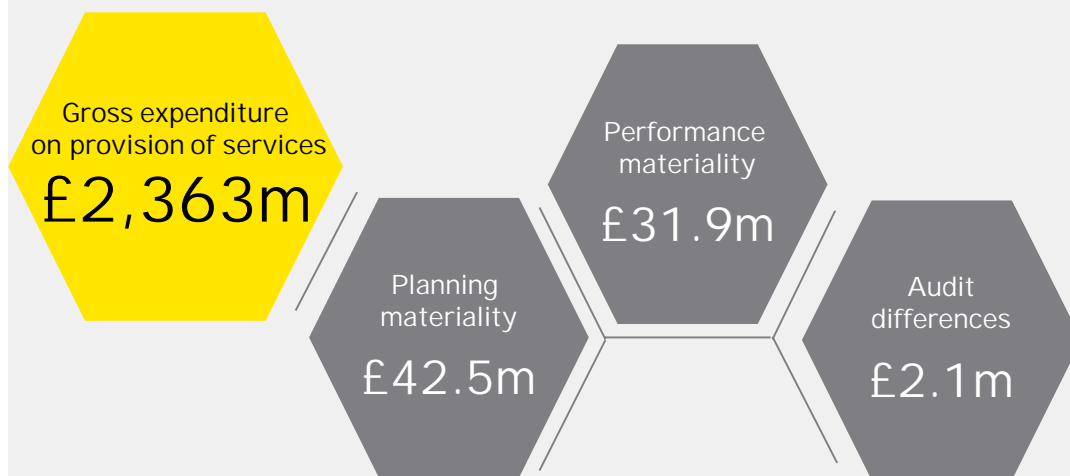 Gross expenditure
on provision of services
£2,363m
Planning
materiality
£42.5m
Performance
materiality
£31.9m
Audit
differences
£2.1m